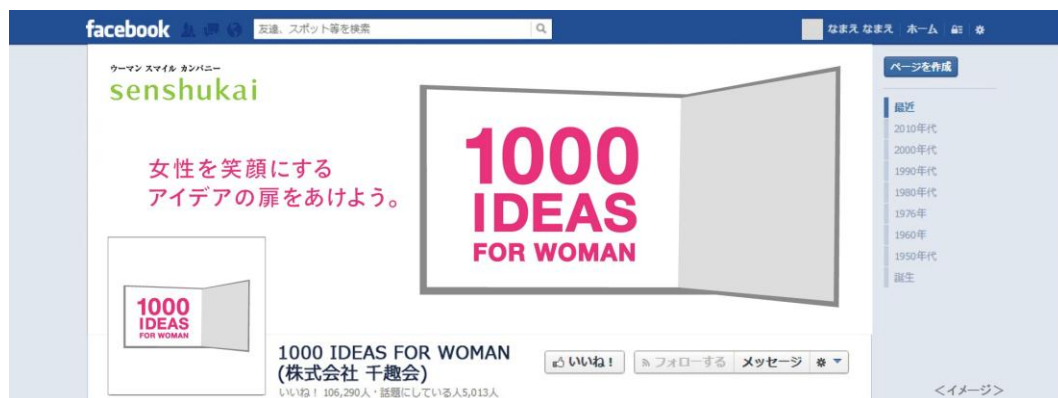 facebook
友達、スポット等を検索
なまえ なまえ ホーム
ウーマン スマイル カンパニー
senshukai
女性を笑顔にする
アイデアの扉をあけよう。
1000
IDEAS
FOR WOMAN
1000
IDEAS
FOR WOMAN
1000 IDEAS FOR WOMAN
(株式会社 千趣会)
いいね！ 106,290人・話題にしている人5,013人
いいね！
フォローする
メッセージ
ページを作成
最近
2010年代
2000年代
1990年代
1980年代
1976年
1960年
1950年代
誕生
＜イメージ＞